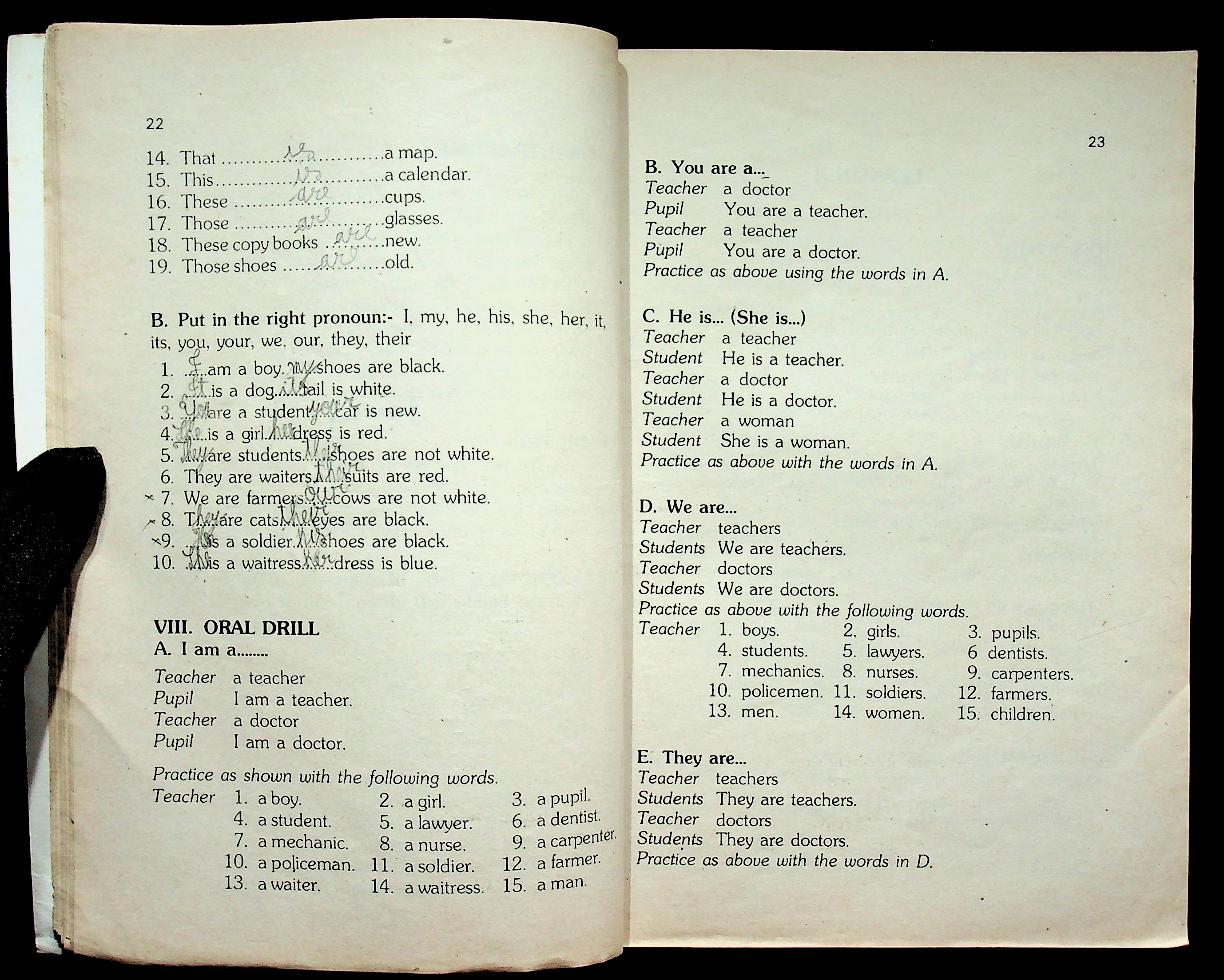 22
14. That ......is......a map.
15. This......is......a calendar.
16. These ......are......cups.
17. Those ......are......glasses.
18. These copy books ...are...new.
19. Those shoes ......are......old.
B. Put in the right pronoun:- I, my, he, his, she, her, it,
its, you, your, we, our, they, their
1. I am a boy. my shoes are black.
2. It is a dog. its tail is white.
3. You are a student. your car is new.
4. She is a girl. her dress is red.
5. They are students. their shoes are not white.
6. They are waiters. their suits are red.
× 7. We are farmers. our cows are not white.
× 8. They are cats. their eyes are black.
×9. He is a soldier. his shoes are black.
10. She is a waitress. her dress is blue.
VIII. ORAL DRILL
A. I am a........
Teacher a teacher
Pupil I am a teacher.
Teacher a doctor
Pupil I am a doctor.
Practice as shown with the following words.
Teacher 1. a boy. 2. a girl. 3. a pupil.
4. a student. 5. a lawyer. 6. a dentist.
7. a mechanic. 8. a nurse. 9. a carpenter.
10. a policeman. 11. a soldier. 12. a farmer.
13. a waiter. 14. a waitress. 15. a man.
23
B. You are a...
Teacher a doctor
Pupil You are a teacher.
Teacher a teacher
Pupil You are a doctor.
Practice as above using the words in A.
C. He is... (She is...)
Teacher a teacher
Student He is a teacher.
Teacher a doctor
Student He is a doctor.
Teacher a woman
Student She is a woman.
Practice as above with the words in A.
D. We are...
Teacher teachers
Students We are teachers.
Teacher doctors
Students We are doctors.
Practice as above with the following words.
Teacher 1. boys. 2. girls. 3. pupils.
4. students. 5. lawyers. 6 dentists.
7. mechanics. 8. nurses. 9. carpenters.
10. policemen. 11. soldiers. 12. farmers.
13. men. 14. women. 15. children.
E. They are...
Teacher teachers
Students They are teachers.
Teacher doctors
Students They are doctors.
Practice as above with the words in D.